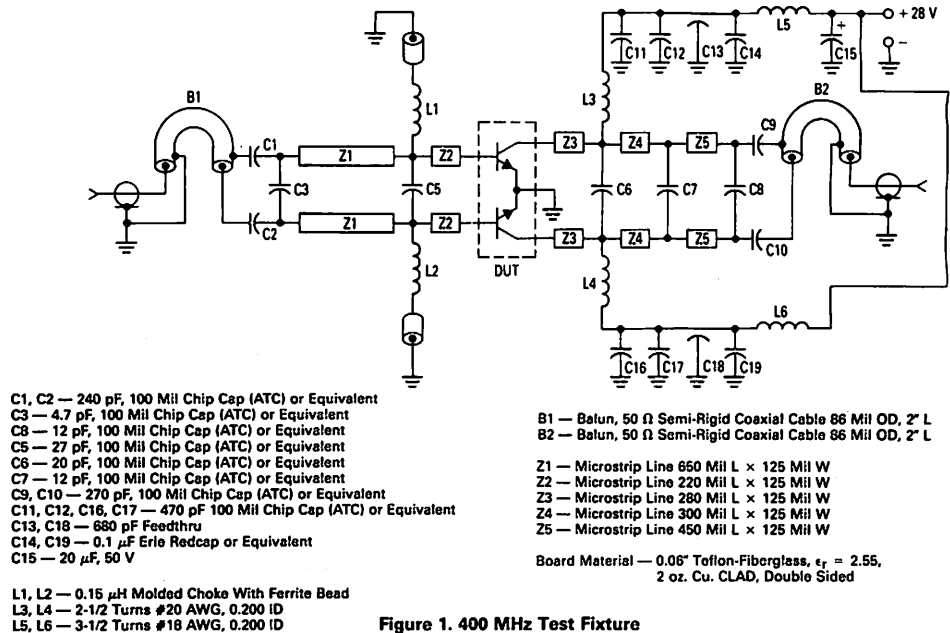 L5
+ 28 V
+
−
C11
C12
C13
C14
C15
B1
L1
L3
B2
C9
C1
Z1
Z2
Z3
Z4
Z5
C3
C5
C6
C7
C8
Z1
Z2
Z3
Z4
Z5
C2
C10
DUT
L2
L4
L6
C16
C17
C18
C19
C1, C2 — 240 pF, 100 Mil Chip Cap (ATC) or Equivalent
C3 — 4.7 pF, 100 Mil Chip Cap (ATC) or Equivalent
C8 — 12 pF, 100 Mil Chip Cap (ATC) or Equivalent
C5 — 27 pF, 100 Mil Chip Cap (ATC) or Equivalent
C6 — 20 pF, 100 Mil Chip Cap (ATC) or Equivalent
C7 — 12 pF, 100 Mil Chip Cap (ATC) or Equivalent
C9, C10 — 270 pF, 100 Mil Chip Cap (ATC) or Equivalent
C11, C12, C16, C17 — 470 pF 100 Mil Chip Cap (ATC) or Equivalent
C13, C18 — 680 pF Feedthru
C14, C19 — 0.1 μF Erie Redcap or Equivalent
C15 — 20 μF, 50 V
L1, L2 — 0.15 μH Molded Choke With Ferrite Bead
L3, L4 — 2-1/2 Turns #20 AWG, 0.200 ID
L5, L6 — 3-1/2 Turns #18 AWG, 0.200 ID
B1 — Balun, 50 Ω Semi-Rigid Coaxial Cable 86 Mil OD, 2" L
B2 — Balun, 50 Ω Semi-Rigid Coaxial Cable 86 Mil OD, 2" L
Z1 — Microstrip Line 650 Mil L × 125 Mil W
Z2 — Microstrip Line 220 Mil L × 125 Mil W
Z3 — Microstrip Line 280 Mil L × 125 Mil W
Z4 — Microstrip Line 300 Mil L × 125 Mil W
Z5 — Microstrip Line 450 Mil L × 125 Mil W
Board Material — 0.06" Teflon-Fiberglass, εr = 2.55,
2 oz. Cu. CLAD, Double Sided
Figure 1. 400 MHz Test Fixture